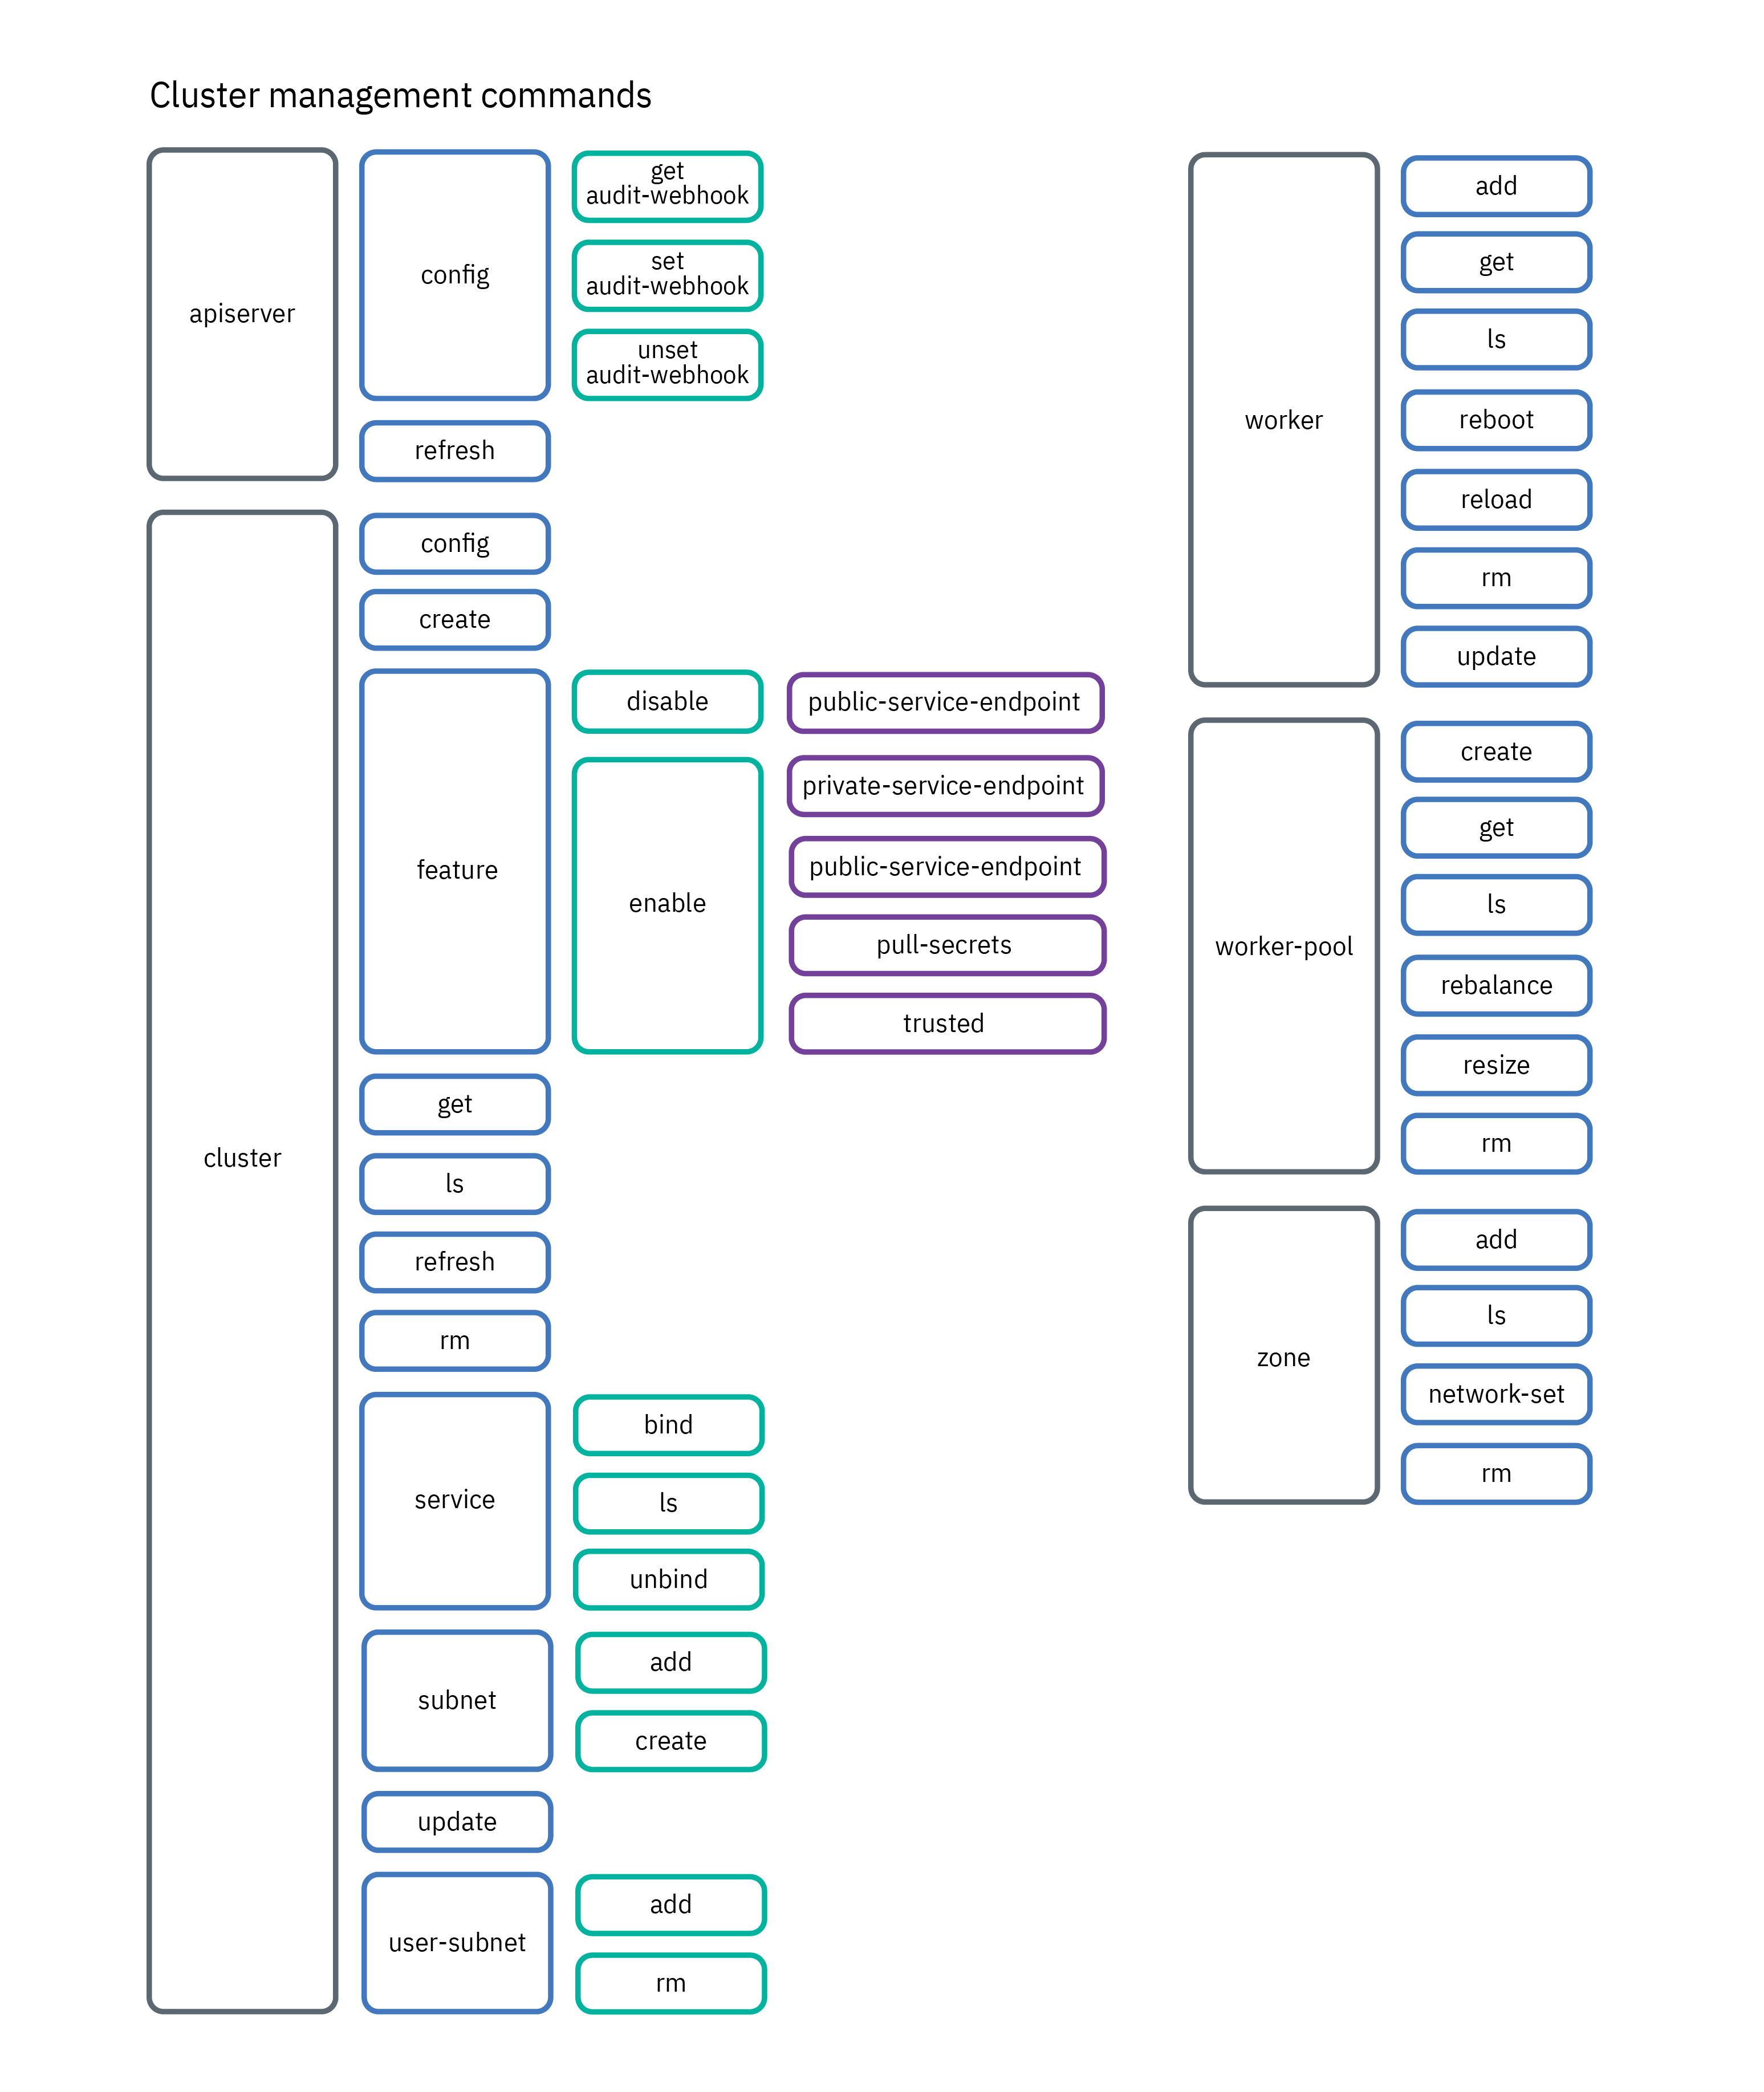 Cluster management commands
apiserver
config
get
audit-webhook
set
audit-webhook
unset
audit-webhook
refresh
cluster
config
create
feature
disable
public-service-endpoint
enable
private-service-endpoint
public-service-endpoint
pull-secrets
trusted
get
ls
refresh
rm
service
bind
ls
unbind
subnet
add
create
update
user-subnet
add
rm
worker
add
get
ls
reboot
reload
rm
update
worker-pool
create
get
ls
rebalance
resize
rm
zone
add
ls
network-set
rm